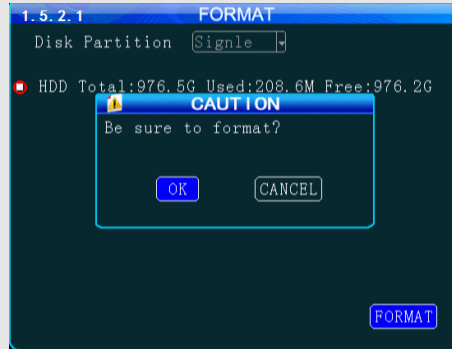 1.5.2.1 FORMAT
Disk Partition Signle
HDD Total:976.5G Used:208.6M Free:976.2G
CAUTION
Be sure to format?
OK CANCEL
FORMAT